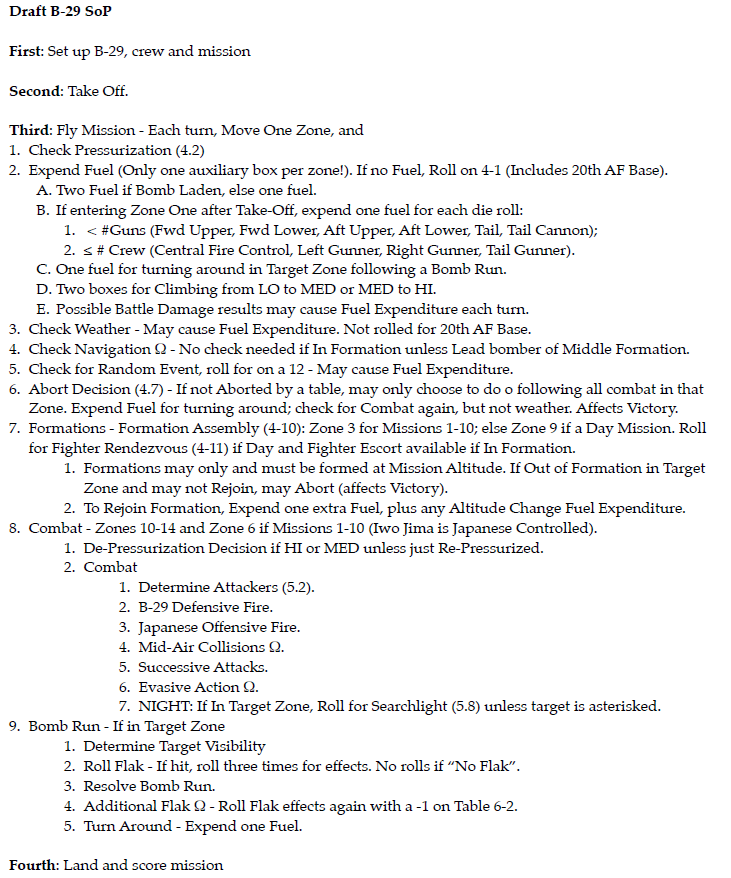 Draft B-29 SoP
First: Set up B-29, crew and mission
Second: Take Off.
Third: Fly Mission - Each turn, Move One Zone, and
1. Check Pressurization (4.2)
2. Expend Fuel (Only one auxiliary box per zone!). If no Fuel, Roll on 4-1 (Includes 20th AF Base).
A. Two Fuel if Bomb Laden, else one fuel.
B. If entering Zone One after Take-Off, expend one fuel for each die roll:
1. < #Guns (Fwd Upper, Fwd Lower, Aft Upper, Aft Lower, Tail, Tail Cannon);
2. ≤ # Crew (Central Fire Control, Left Gunner, Right Gunner, Tail Gunner).
C. One fuel for turning around in Target Zone following a Bomb Run.
D. Two boxes for Climbing from LO to MED or MED to HI.
E. Possible Battle Damage results may cause Fuel Expenditure each turn.
3. Check Weather - May cause Fuel Expenditure. Not rolled for 20th AF Base.
4. Check Navigation Ω - No check needed if In Formation unless Lead bomber of Middle Formation.
5. Check for Random Event, roll for on a 12 - May cause Fuel Expenditure.
6. Abort Decision (4.7) - If not Aborted by a table, may only choose to do o following all combat in that
Zone. Expend Fuel for turning around; check for Combat again, but not weather. Affects Victory.
7. Formations - Formation Assembly (4-10): Zone 3 for Missions 1-10; else Zone 9 if a Day Mission. Roll
for Fighter Rendezvous (4-11) if Day and Fighter Escort available if In Formation.
1. Formations may only and must be formed at Mission Altitude. If Out of Formation in Target
Zone and may not Rejoin, may Abort (affects Victory).
2. To Rejoin Formation, Expend one extra Fuel, plus any Altitude Change Fuel Expenditure.
8. Combat - Zones 10-14 and Zone 6 if Missions 1-10 (Iwo Jima is Japanese Controlled).
1. De-Pressurization Decision if HI or MED unless just Re-Pressurized.
2. Combat
1. Determine Attackers (5.2).
2. B-29 Defensive Fire.
3. Japanese Offensive Fire.
4. Mid-Air Collisions Ω.
5. Successive Attacks.
6. Evasive Action Ω.
7. NIGHT: If In Target Zone, Roll for Searchlight (5.8) unless target is asterisked.
9. Bomb Run - If in Target Zone
1. Determine Target Visibility
2. Roll Flak - If hit, roll three times for effects. No rolls if “No Flak”.
3. Resolve Bomb Run.
4. Additional Flak Ω - Roll Flak effects again with a -1 on Table 6-2.
5. Turn Around - Expend one Fuel.
Fourth: Land and score mission